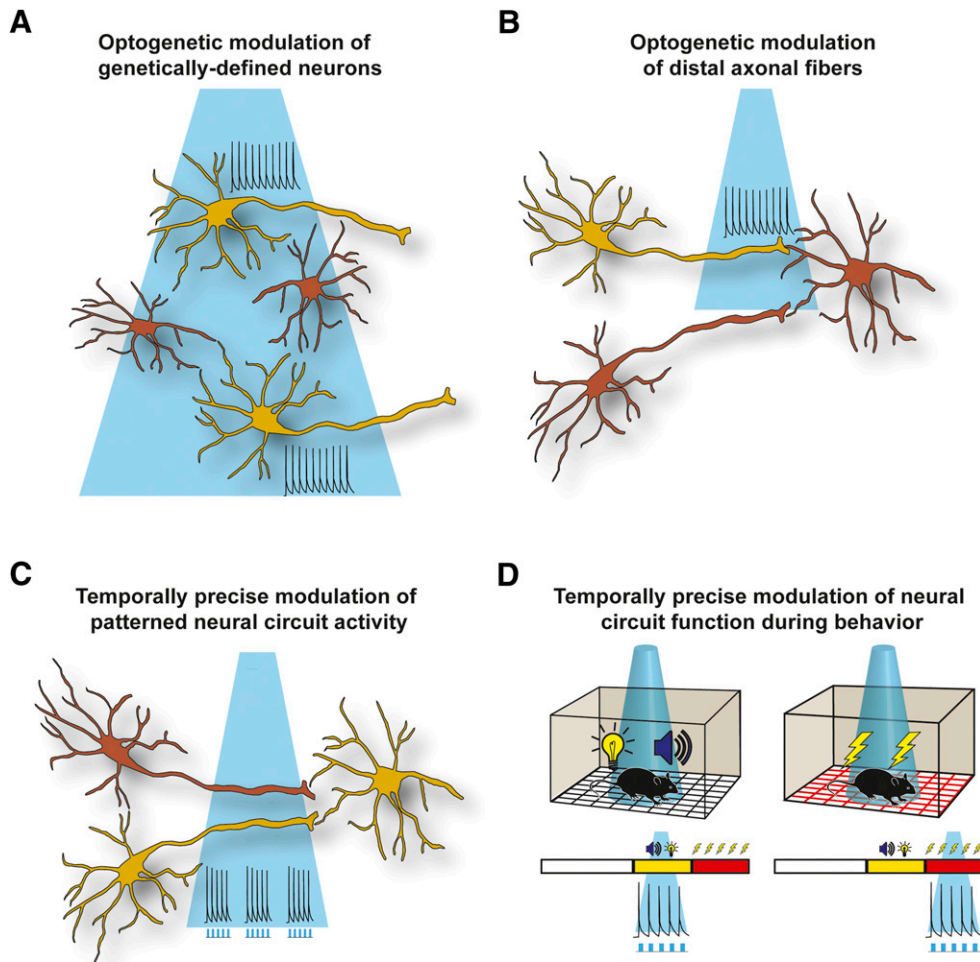 A
Optogenetic modulation of
genetically-defined neurons
B
Optogenetic modulation
of distal axonal fibers
C
Temporally precise modulation of
patterned neural circuit activity
D
Temporally precise modulation of neural
circuit function during behavior